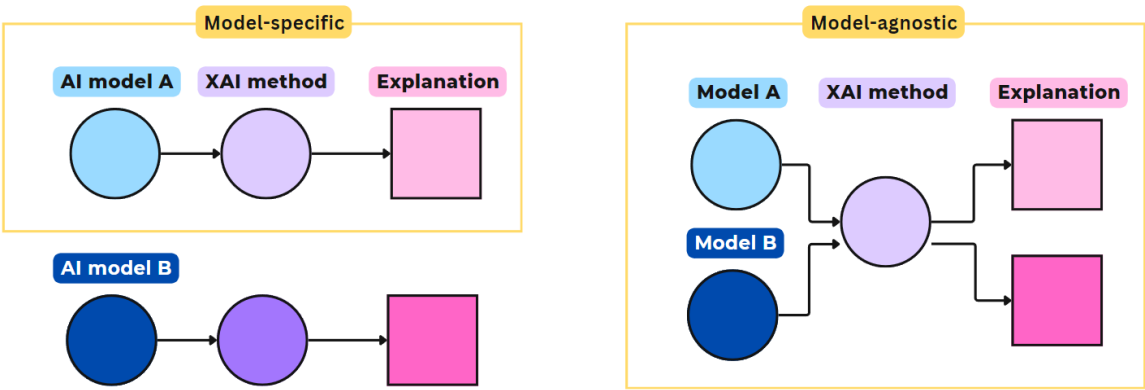 Model-specific
AI model A
XAI method
Explanation
AI model B
Model-agnostic
Model A
XAI method
Explanation
Model B